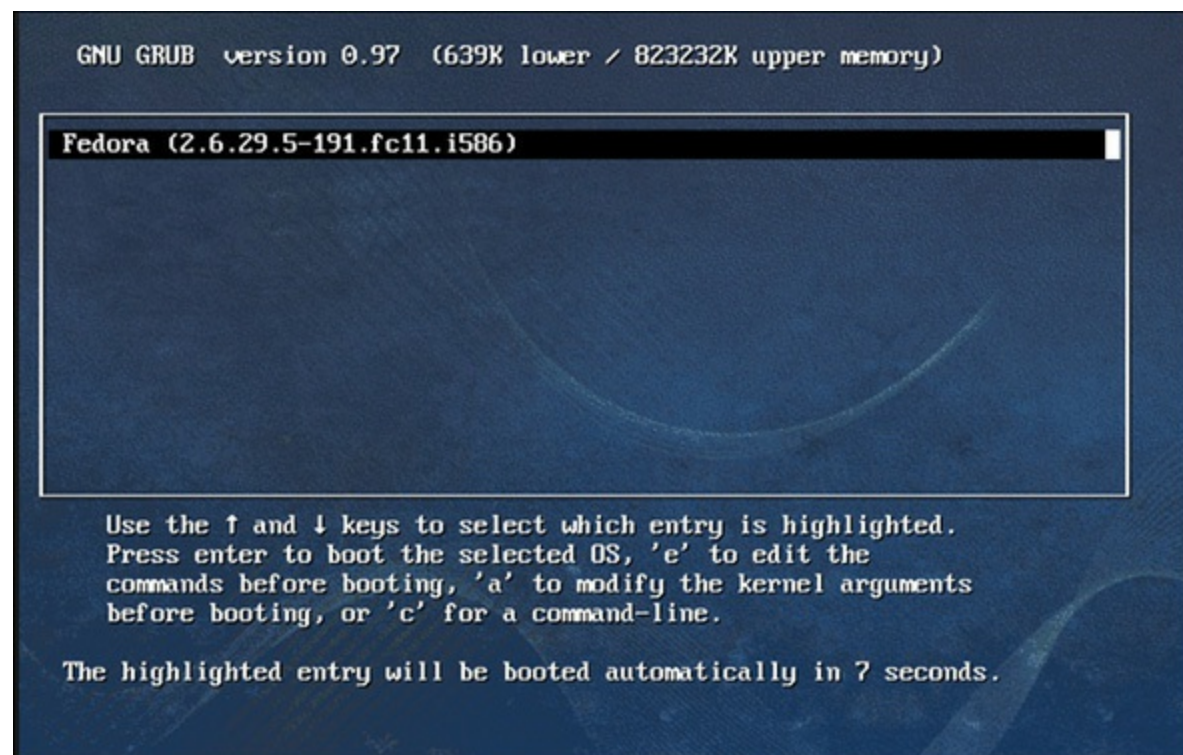 GNU GRUB version 0.97 (639K lower / 823232K upper memory)
Fedora (2.6.29.5-191.fc11.i586)
Use the ↑ and ↓ keys to select which entry is highlighted.
Press enter to boot the selected OS, 'e' to edit the
commands before booting, 'a' to modify the kernel arguments
before booting, or 'c' for a command-line.
The highlighted entry will be booted automatically in 7 seconds.